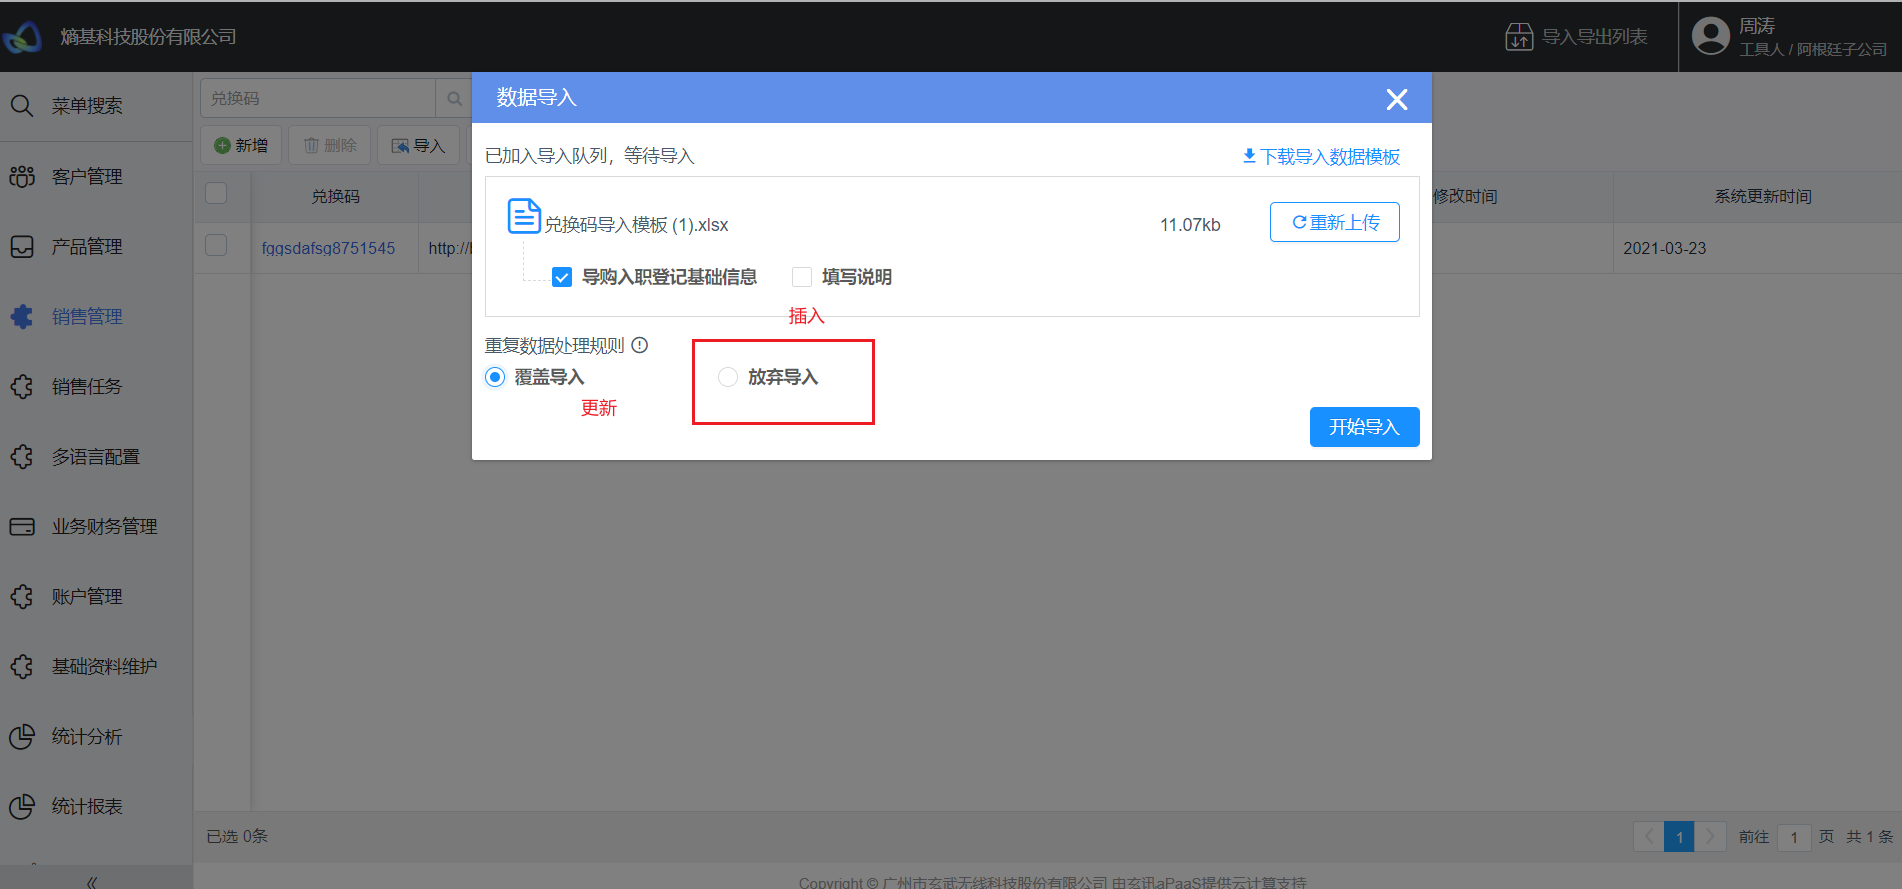 熵基科技股份有限公司
导入导出列表
周涛
工具人 / 阿根廷子公司
菜单搜索
客户管理
产品管理
销售管理
销售任务
多语言配置
业务财务管理
账户管理
基础资料维护
统计分析
统计报表
兑换码
新增
删除
导入
兑换码
修改时间
系统更新时间
fggsdafsg8751545
http://
2021-03-23
数据导入
已加入导入队列，等待导入
下载导入数据模板
兑换码导入模板 (1).xlsx
11.07kb
重新上传
导购入职登记基础信息
填写说明
插入
重复数据处理规则
覆盖导入
放弃导入
更新
开始导入
已选 0条
1
前往 1 页 共 1 条
Copyright © 广州市玄武无线科技股份有限公司 由玄讯aPaaS提供云计算支持